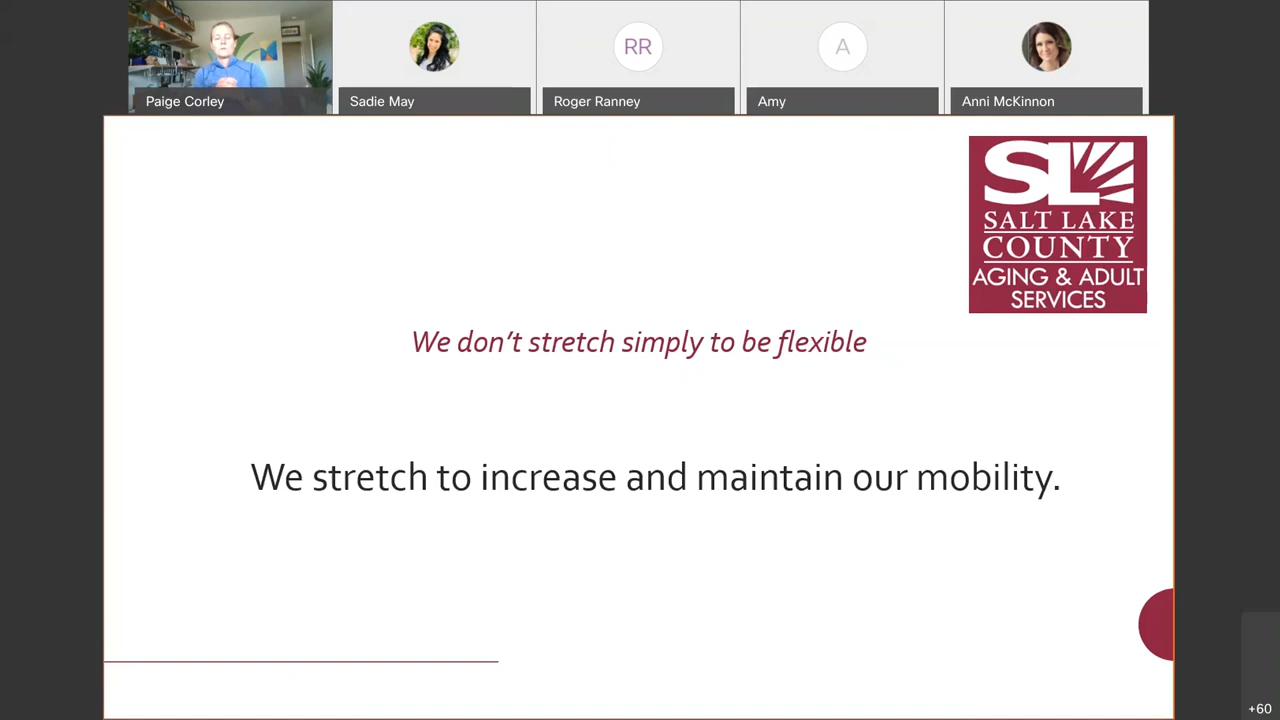 Paige Corley
Sadie May
RR
Roger Ranney
A
Amy
Anni McKinnon
SL
SALT LAKE
COUNTY
AGING & ADULT
SERVICES
We don't stretch simply to be flexible
We stretch to increase and maintain our mobility.
+60